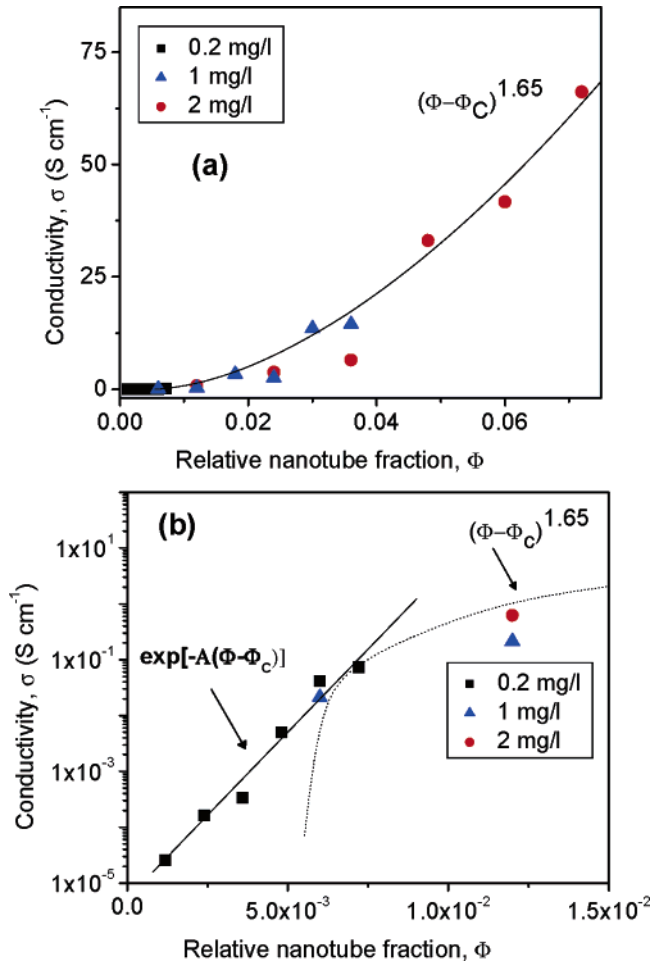 75
50
25
0
Conductivity, σ (S cm⁻¹)
0.2 mg/l
1 mg/l
2 mg/l
(a)
(Φ−Φ_C)^1.65
0.00 0.02 0.04 0.06
Relative nanotube fraction, Φ
(b)
(Φ−Φ_c)^1.65
1x10¹
1x10⁻¹
1x10⁻³
1x10⁻⁵
Conductivity, σ (S cm⁻¹)
exp[-A(Φ-Φ_c)]
0.2 mg/l
1 mg/l
2 mg/l
0.0 5.0x10⁻³ 1.0x10⁻² 1.5x10⁻²
Relative nanotube fraction, Φ